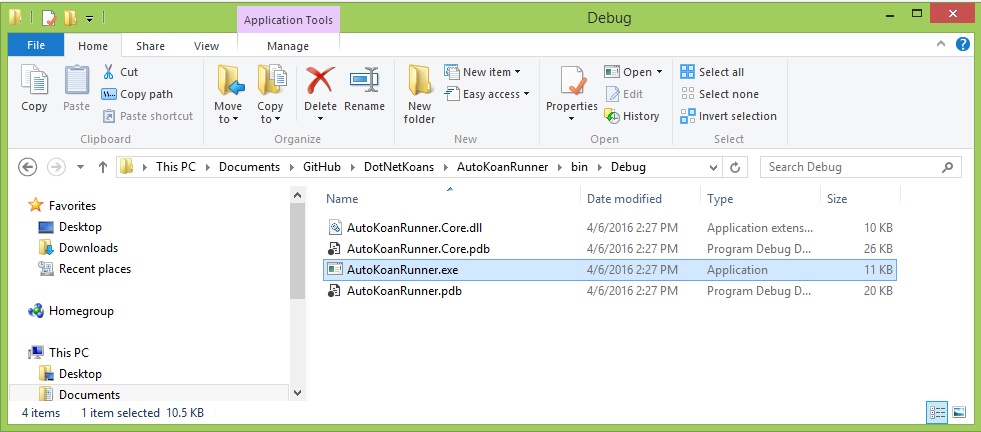 Application Tools
Debug
File Home Share View Manage
Copy
Paste
Cut
Copy path
Paste shortcut
Clipboard
Move to
Copy to
Delete
Rename
Organize
New folder
New item
Easy access
New
Properties
Open
Edit
History
Open
Select all
Select none
Invert selection
Select
This PC Documents GitHub DotNetKoans AutoKoanRunner bin Debug
Search Debug
Favorites
Desktop
Downloads
Recent places
Homegroup
This PC
Desktop
Documents
Name Date modified Type Size
AutoKoanRunner.Core.dll 4/6/2016 2:27 PM Application extens... 10 KB
AutoKoanRunner.Core.pdb 4/6/2016 2:27 PM Program Debug D... 26 KB
AutoKoanRunner.exe 4/6/2016 2:27 PM Application 11 KB
AutoKoanRunner.pdb 4/6/2016 2:27 PM Program Debug D... 20 KB
4 items 1 item selected 10.5 KB